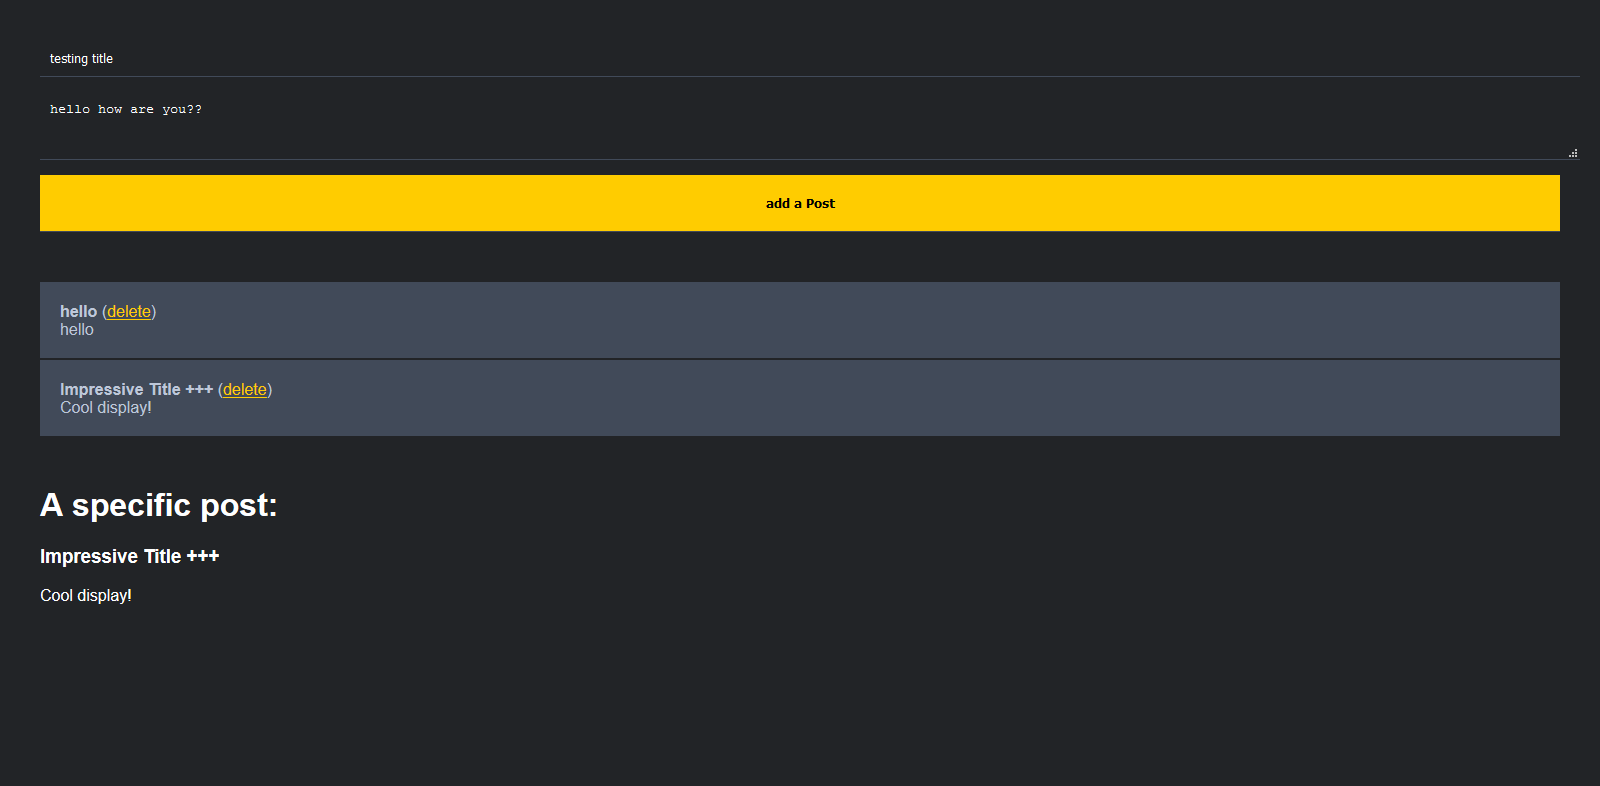 testing title
hello how are you??
add a Post
hello (delete)
hello
Impressive Title +++ (delete)
Cool display!
A specific post:
Impressive Title +++
Cool display!